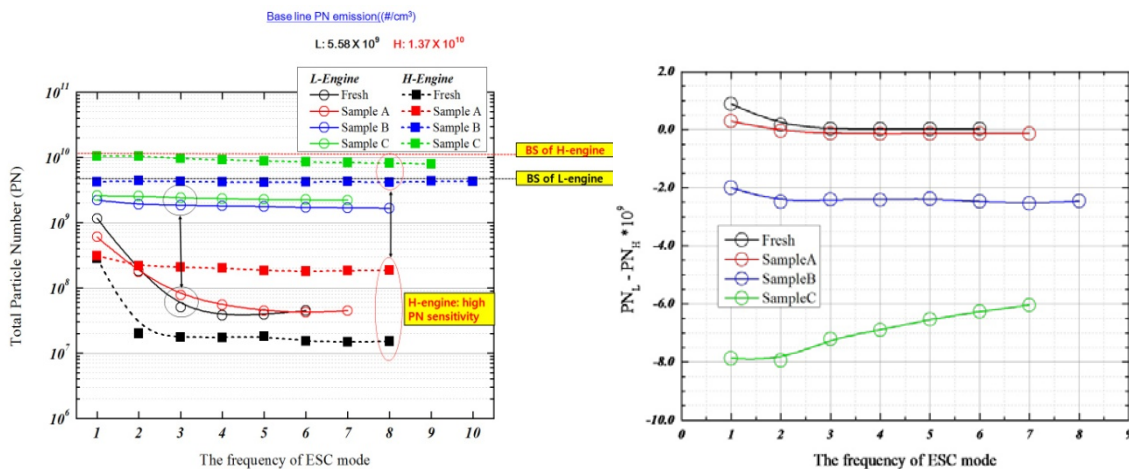 Base line PN emission((#/cm³)
L: 5.58 X 10⁹ H: 1.37 X 10¹⁰
L-Engine H-Engine
Fresh Fresh
Sample A Sample A
Sample B Sample B
Sample C Sample C
BS of H-engine
BS of L-engine
H-engine: high
PN sensitivity
Total Particle Number (PN)
10¹¹
10¹⁰
10⁹
10⁸
10⁷
10⁶
1 2 3 4 5 6 7 8 9 10
The frequency of ESC mode
PN_L - PN_H *10⁹
2.0
0.0
-2.0
-4.0
-6.0
-8.0
-10.0
Fresh
SampleA
SampleB
SampleC
0 1 2 3 4 5 6 7 8 9
The frequency of ESC mode